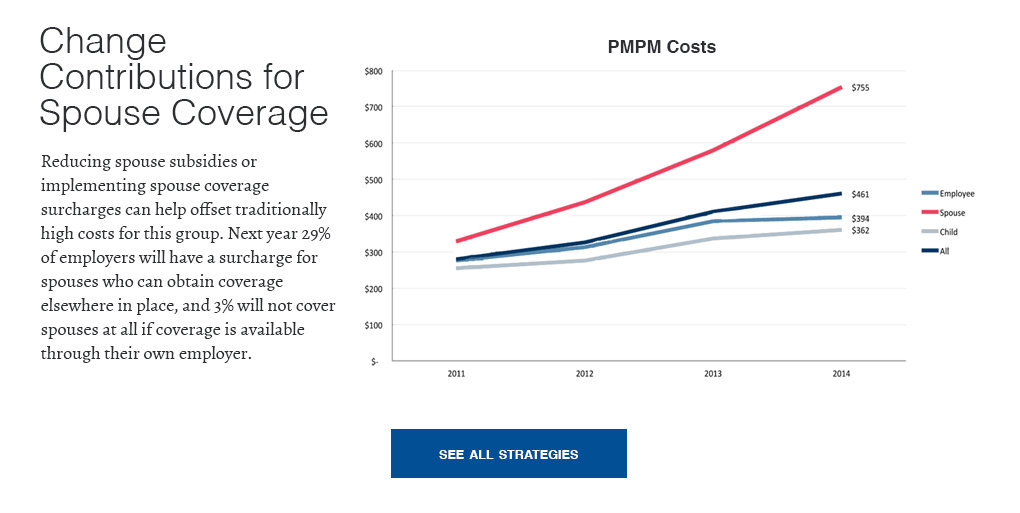 Change
Contributions for
Spouse Coverage
Reducing spouse subsidies or
implementing spouse coverage
surcharges can help offset traditionally
high costs for this group. Next year 29%
of employers will have a surcharge for
spouses who can obtain coverage
elsewhere in place, and 3% will not cover
spouses at all if coverage is available
through their own employer.
PMPM Costs
$800
$700
$600
$500
$400
$300
$200
$100
$-
2011 2012 2013 2014
$755
$461
$394
$362
Employee
Spouse
Child
All
SEE ALL STRATEGIES